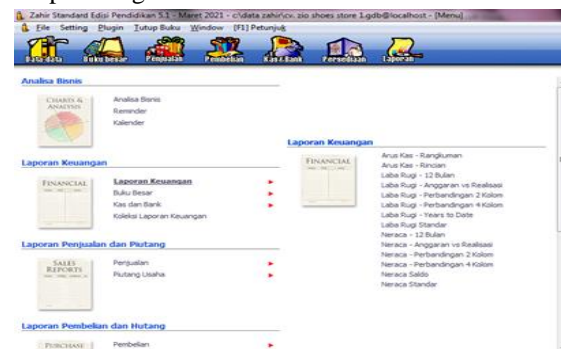 Zahir Standard Edisi Pendidikan 5.1 - Maret 2021 - c:\data zahir\cv. zio shoes store 1.gdb@localhost - [Menu]
File Setting Plugin Tutup Buku Window [F1] Petunjuk
Data data Buku besar Penjualan Pembelian Kas & Bank Persediaan Laporan
Analisa Bisnis
CHARTS &
ANALYSIS
Analisa Bisnis
Reminder
Kalender
Laporan Keuangan
FINANCIAL
Laporan Keuangan
Buku Besar
Kas dan Bank
Koleksi Laporan Keuangan
Laporan Penjualan dan Piutang
SALES
REPORTS
Penjualan
Piutang Usaha
Laporan Pembelian dan Hutang
PURCHASE
Pembelian
Laporan Keuangan
FINANCIAL
Arus Kas - Rangkuman
Arus Kas - Rincian
Laba Rugi - 12 Bulan
Laba Rugi - Anggaran vs Realisasi
Laba Rugi - Perbandingan 2 Kolom
Laba Rugi - Perbandingan 4 Kolom
Laba Rugi - Years to Date
Laba Rugi Standar
Neraca - 12 Bulan
Neraca - Anggaran vs Realisasi
Neraca - Perbandingan 2 Kolom
Neraca - Perbandingan 4 Kolom
Neraca Saldo
Neraca Standar